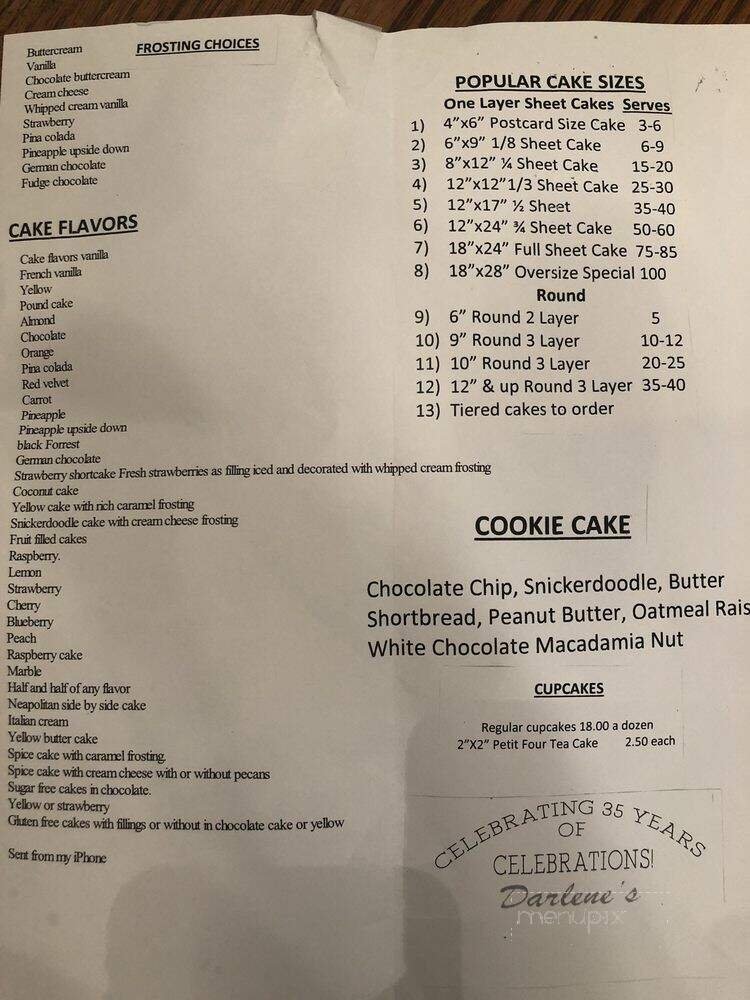 FROSTING CHOICES
Buttercream
Vanilla
Chocolate buttercream
Cream cheese
Whipped cream vanilla
Strawberry
Pina colada
Pineapple upside down
German chocolate
Fudge chocolate
CAKE FLAVORS
Cake flavors vanilla
French vanilla
Yellow
Pound cake
Almond
Chocolate
Orange
Pina colada
Red velvet
Carrot
Pineapple
Pineapple upside down
black Forrest
German chocolate
Strawberry shortcake Fresh strawberries as filling iced and decorated with whipped cream frosting
Coconut cake
Yellow cake with rich caramel frosting
Snickerdoodle cake with cream cheese frosting
Fruit filled cakes
Raspberry.
Lemon
Strawberry
Cherry
Blueberry
Peach
Raspberry cake
Marble
Half and half of any flavor
Neapolitan side by side cake
Italian cream
Yellow butter cake
Spice cake with caramel frosting.
Spice cake with cream cheese with or without pecans
Sugar free cakes in chocolate.
Yellow or strawberry
Gluten free cakes with fillings or without in chocolate cake or yellow
Sent from my iPhone
POPULAR CAKE SIZES
One Layer Sheet Cakes Serves
1) 4”x6” Postcard Size Cake 3-6
2) 6”x9” 1/8 Sheet Cake 6-9
3) 8”x12” ¼ Sheet Cake 15-20
4) 12”x12”1/3 Sheet Cake 25-30
5) 12”x17” ½ Sheet 35-40
6) 12”x24” ¾ Sheet Cake 50-60
7) 18”x24” Full Sheet Cake 75-85
8) 18”x28” Oversize Special 100
Round
9) 6” Round 2 Layer 5
10) 9” Round 3 Layer 10-12
11) 10” Round 3 Layer 20-25
12) 12” & up Round 3 Layer 35-40
13) Tiered cakes to order
COOKIE CAKE
Chocolate Chip, Snickerdoodle, Butter
Shortbread, Peanut Butter, Oatmeal Rais
White Chocolate Macadamia Nut
CUPCAKES
Regular cupcakes 18.00 a dozen
2”X2” Petit Four Tea Cake 2.50 each
CELEBRATING 35 YEARS
OF
CELEBRATIONS!
Darlene's
menupix